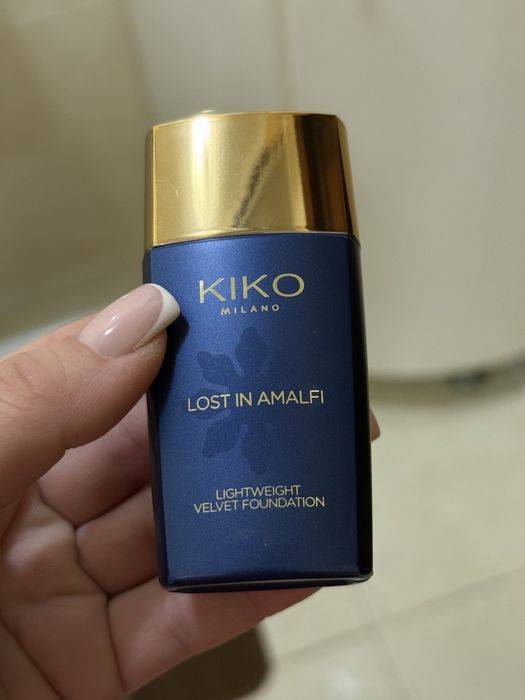 KIKO
MILANO
LOST IN AMALFI
LIGHTWEIGHT
VELVET FOUNDATION